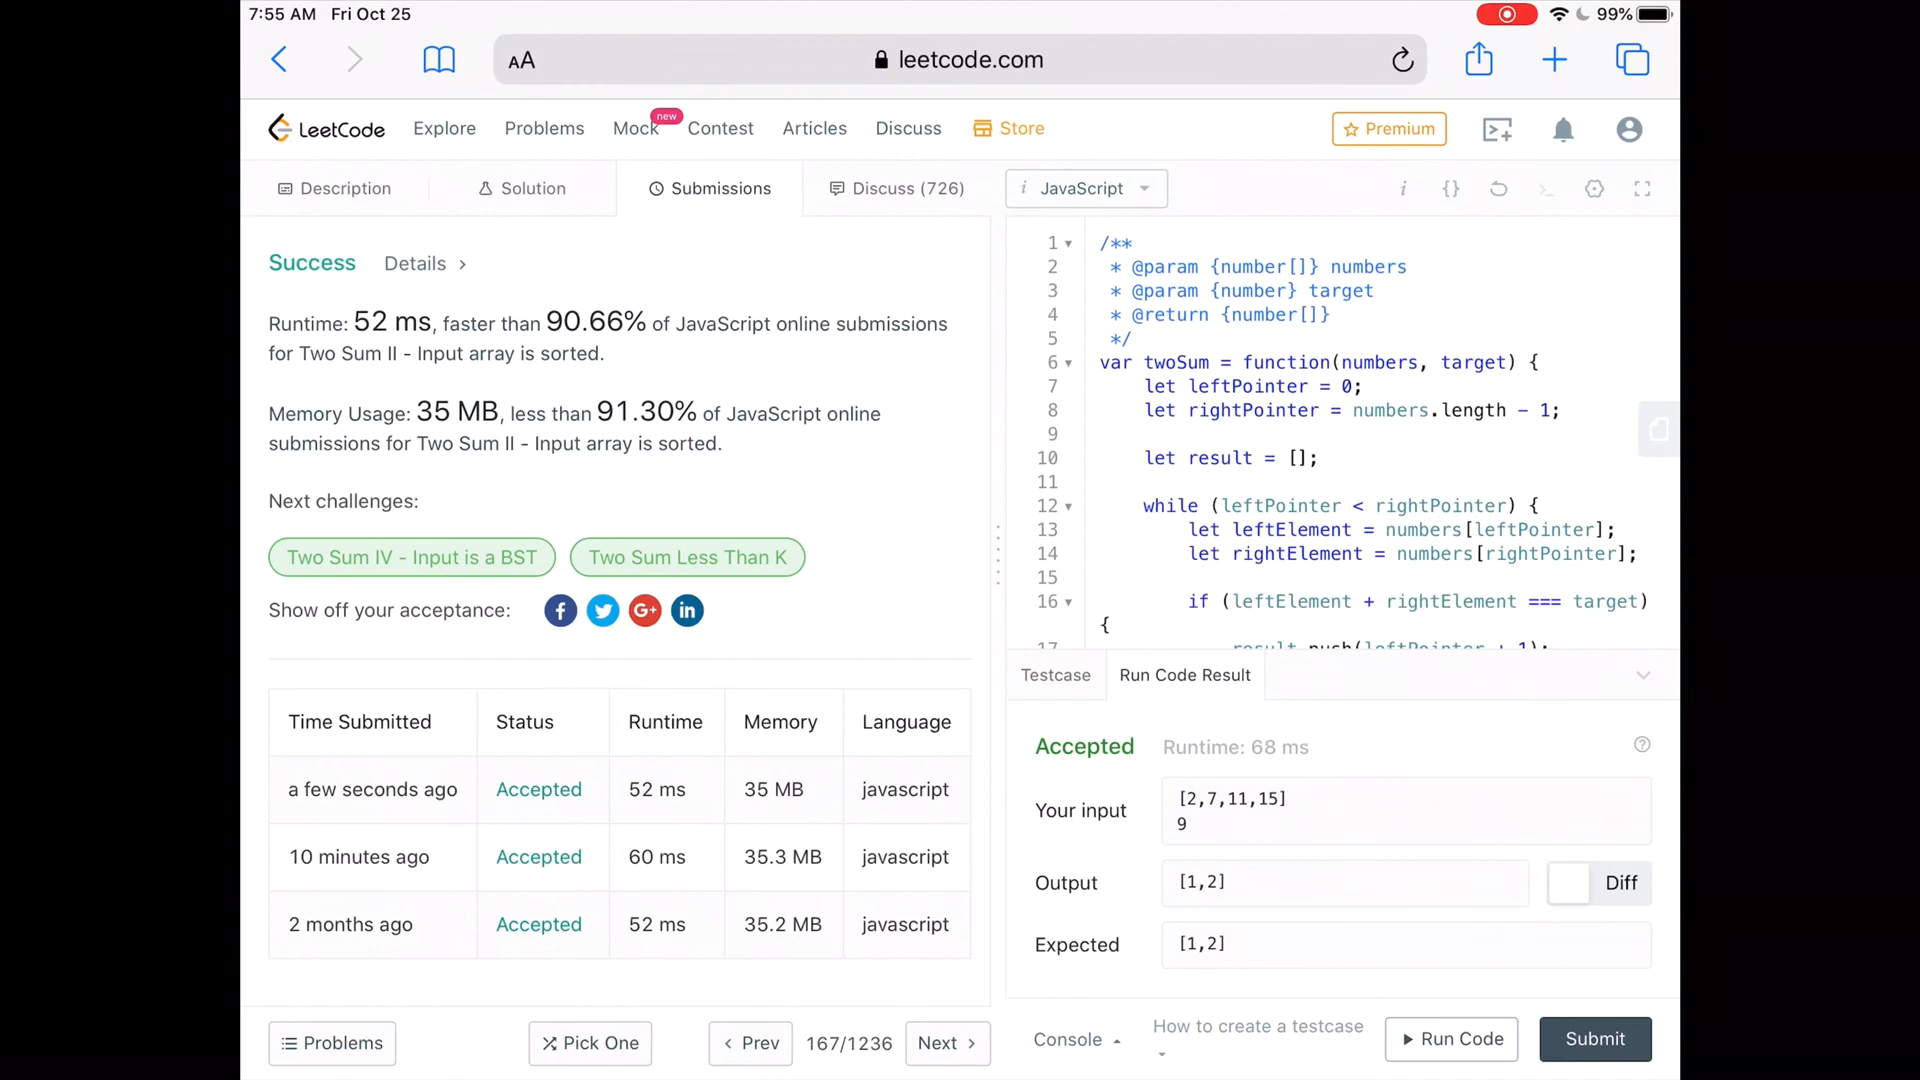 7:55 AM Fri Oct 25
99%
AA
leetcode.com
LeetCode
Explore
Problems
Mock
new
Contest
Articles
Discuss
Store
Premium
Description
Solution
Submissions
Discuss (726)
i JavaScript
Success
Details >
Runtime: 52 ms, faster than 90.66% of JavaScript online submissions
for Two Sum II - Input array is sorted.
Memory Usage: 35 MB, less than 91.30% of JavaScript online
submissions for Two Sum II - Input array is sorted.
Next challenges:
Two Sum IV - Input is a BST
Two Sum Less Than K
Show off your acceptance:
Time Submitted Status Runtime Memory Language
a few seconds ago Accepted 52 ms 35 MB javascript
10 minutes ago Accepted 60 ms 35.3 MB javascript
2 months ago Accepted 52 ms 35.2 MB javascript
Problems
Pick One
< Prev
167/1236
Next >
1 /**
2 * @param {number[]} numbers
3 * @param {number} target
4 * @return {number[]}
5 */
6 var twoSum = function(numbers, target) {
7 let leftPointer = 0;
8 let rightPointer = numbers.length - 1;
9
10 let result = [];
11
12 while (leftPointer < rightPointer) {
13 let leftElement = numbers[leftPointer];
14 let rightElement = numbers[rightPointer];
15
16 if (leftElement + rightElement === target)
{
17 result.push(leftPointer + 1);
Testcase
Run Code Result
Accepted
Runtime: 68 ms
Your input
[2,7,11,15]
9
Output
[1,2]
Diff
Expected
[1,2]
Console
How to create a testcase
Run Code
Submit